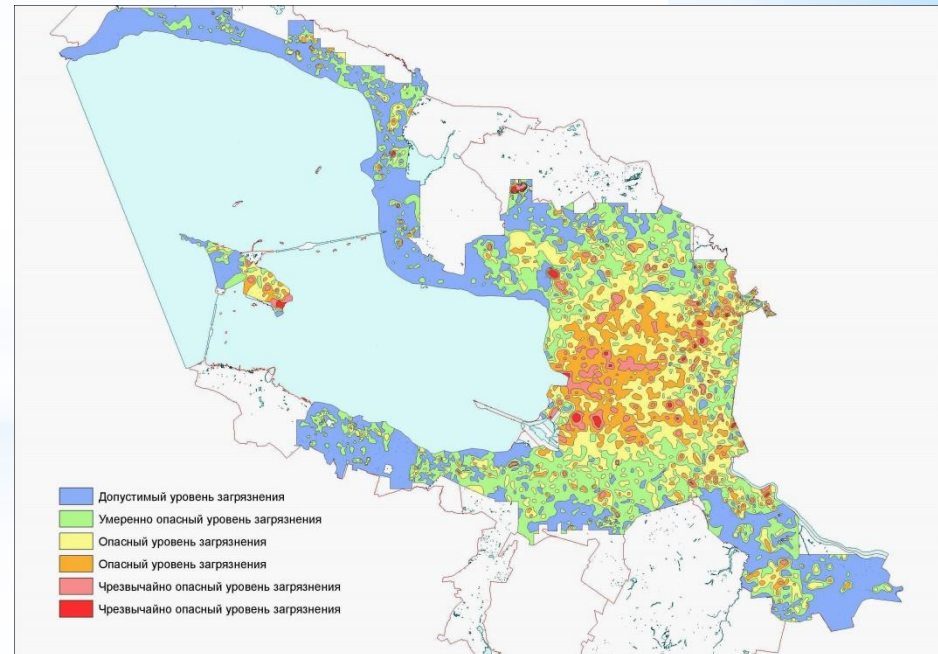 Допустимый уровень загрязнения
Умеренно опасный уровень загрязнения
Опасный уровень загрязнения
Опасный уровень загрязнения
Чрезвычайно опасный уровень загрязнения
Чрезвычайно опасный уровень загрязнения